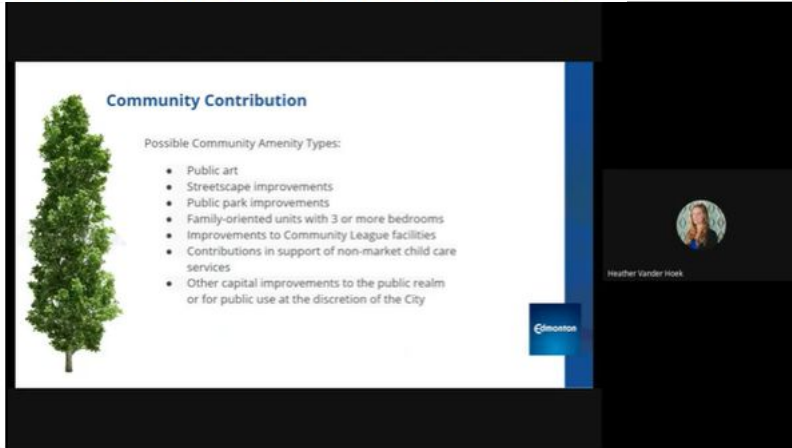 Community Contribution
Possible Community Amenity Types:
● Public art
● Streetscape improvements
● Public park improvements
● Family-oriented units with 3 or more bedrooms
● Improvements to Community League facilities
● Contributions in support of non-market child care
services
● Other capital improvements to the public realm
or for public use at the discretion of the City
Edmonton
Heather Vander Hoek